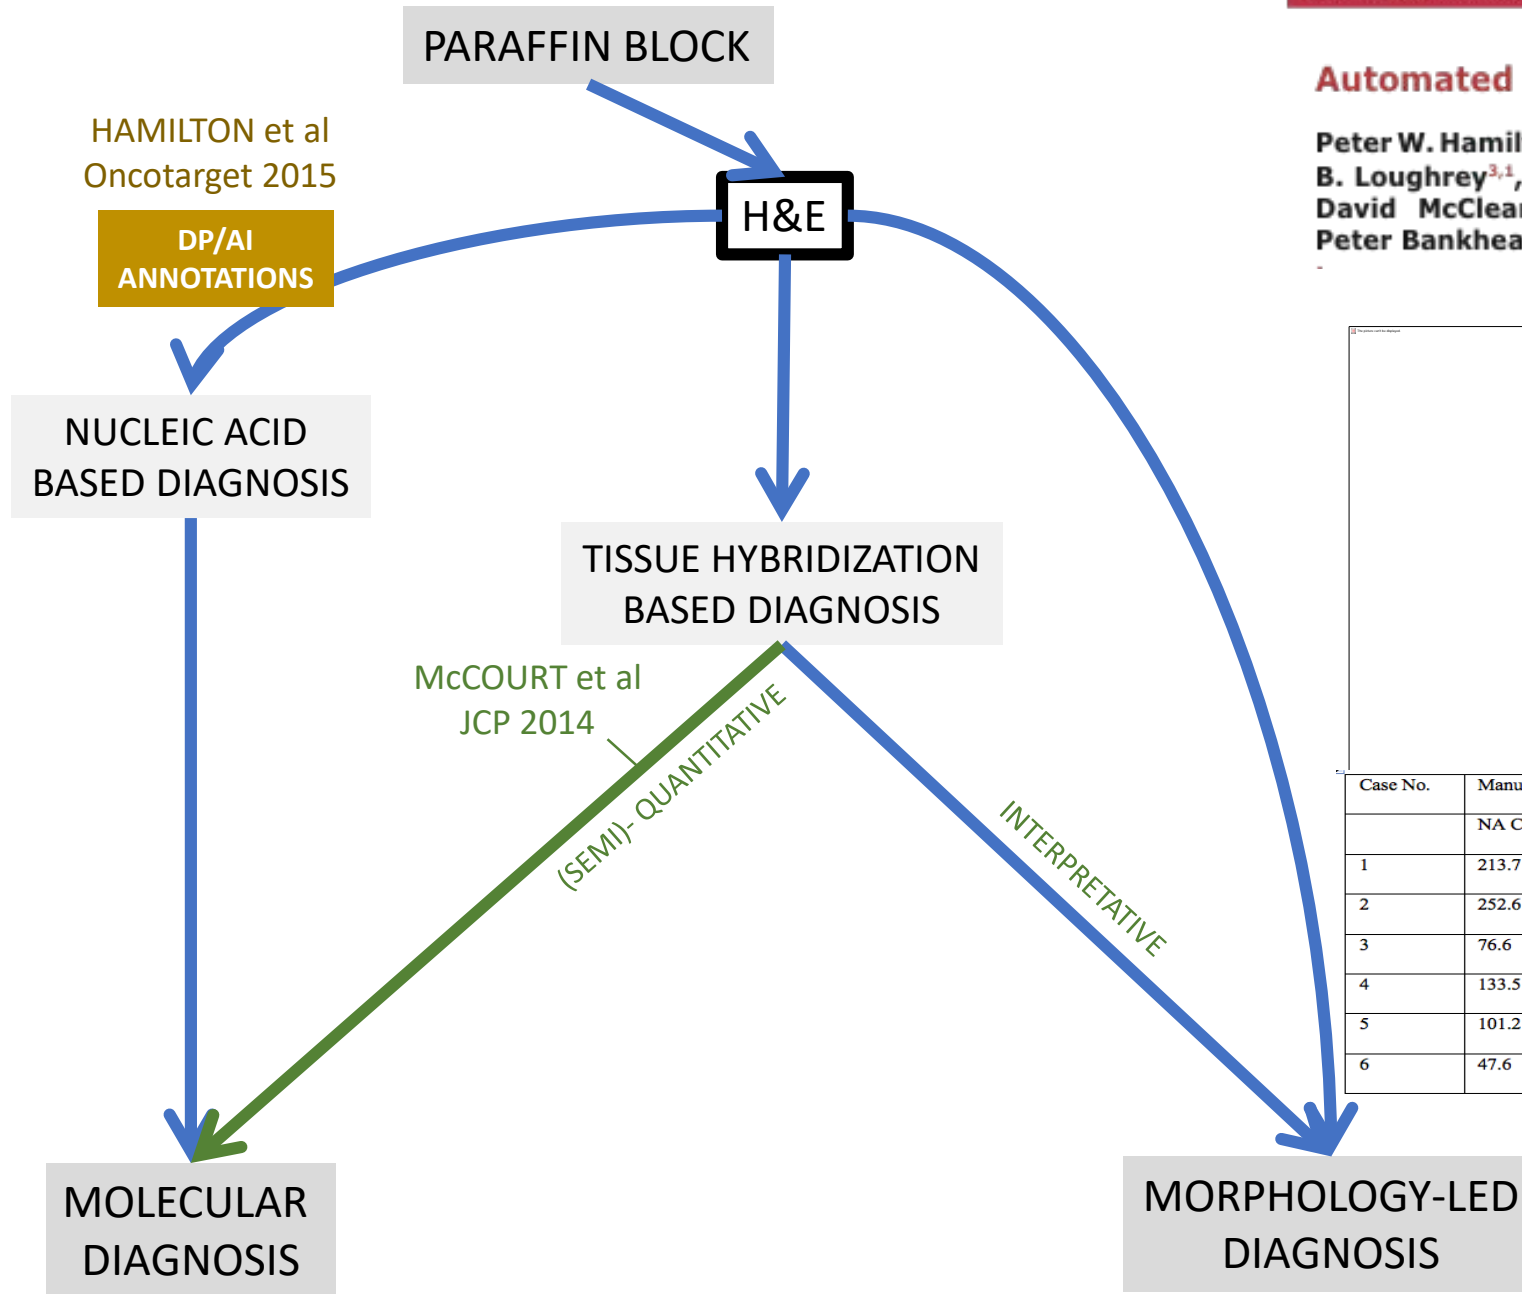 PARAFFIN BLOCK
HAMILTON et al
Oncotarget 2015
DP/AI
ANNOTATIONS
H&E
NUCLEIC ACID
BASED DIAGNOSIS
TISSUE HYBRIDIZATION
BASED DIAGNOSIS
McCOURT et al
JCP 2014
(SEMI)- QUANTITATIVE
INTERPRETATIVE
MOLECULAR
DIAGNOSIS
MORPHOLOGY-LED
DIAGNOSIS
Automated
Peter W. Hamil
B. Loughrey3,1,
David McClea
Peter Bankhea
Case No. Manu
NA C
1 213.7
2 252.6
3 76.6
4 133.5
5 101.2
6 47.6